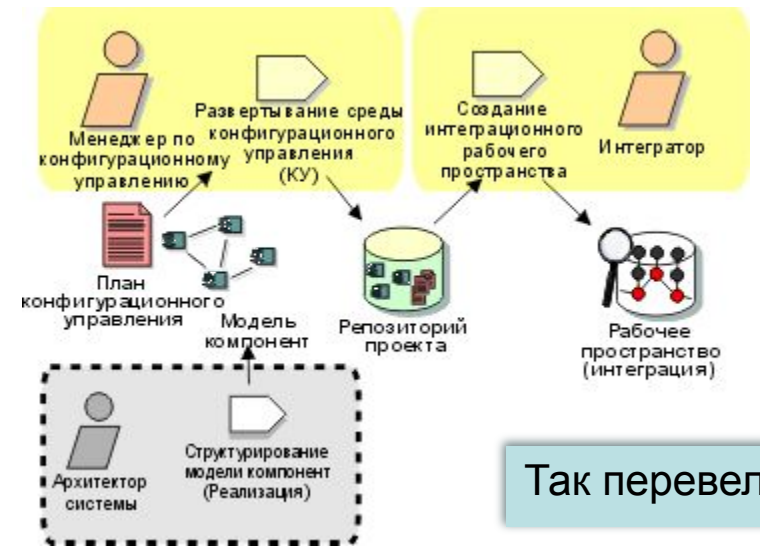 Менеджер по
конфигурационному
управлению
Развертывание среды
конфигурационного
управления
(КУ)
Создание
интеграционного
рабочего
пространства
Интегратор
План
конфигурационного
управления
Модель
компонент
Репозиторий
проекта
Рабочее
пространство
(интеграция)
Архитектор
системы
Структурирование
модели компонент
(Реализация)
Так перевел